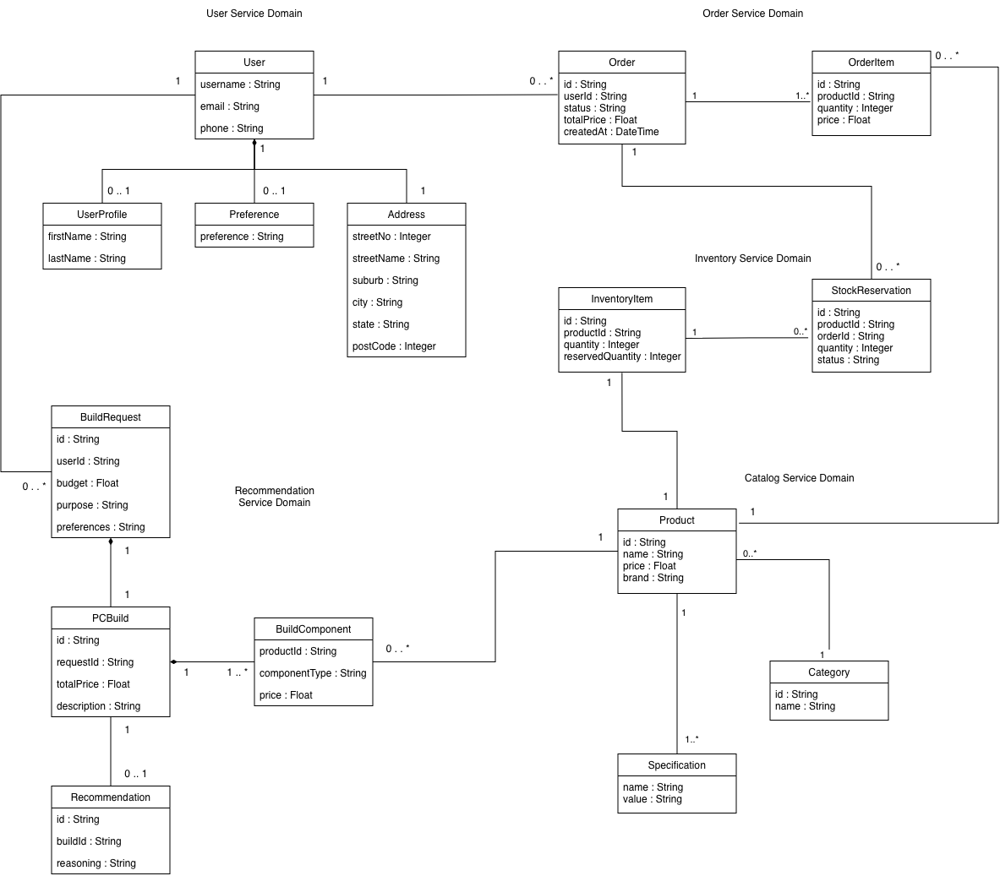 User Service Domain
Order Service Domain
User
username : String
email : String
phone : String
1
1
1
0 . . *
Order
id : String
userId : String
status : String
totalPrice : Float
createdAt : DateTime
1
1..*
1
OrderItem
id : String
productId : String
quantity : Integer
price : Float
0 . . *
0 .. 1
0 .. 1
1
UserProfile
firstName : String
lastName : String
Preference
preference : String
Address
streetNo : Integer
streetName : String
suburb : String
city : String
state : String
postCode : Integer
Inventory Service Domain
0 . . *
InventoryItem
id : String
productId : String
quantity : Integer
reservedQuantity : Integer
1
0..*
1
StockReservation
id : String
productId : String
orderId : String
quantity : Integer
status : String
BuildRequest
id : String
userId : String
budget : Float
purpose : String
preferences : String
0 . . *
1
Recommendation
Service Domain
Catalog Service Domain
1
1
1
Product
id : String
name : String
price : Float
brand : String
0..*
1
1
PCBuild
id : String
requestId : String
totalPrice : Float
description : String
1
1 .. *
BuildComponent
productId : String
componentType : String
price : Float
0 . . *
1
Category
id : String
name : String
1
0 .. 1
1..*
Specification
name : String
value : String
Recommendation
id : String
buildId : String
reasoning : String